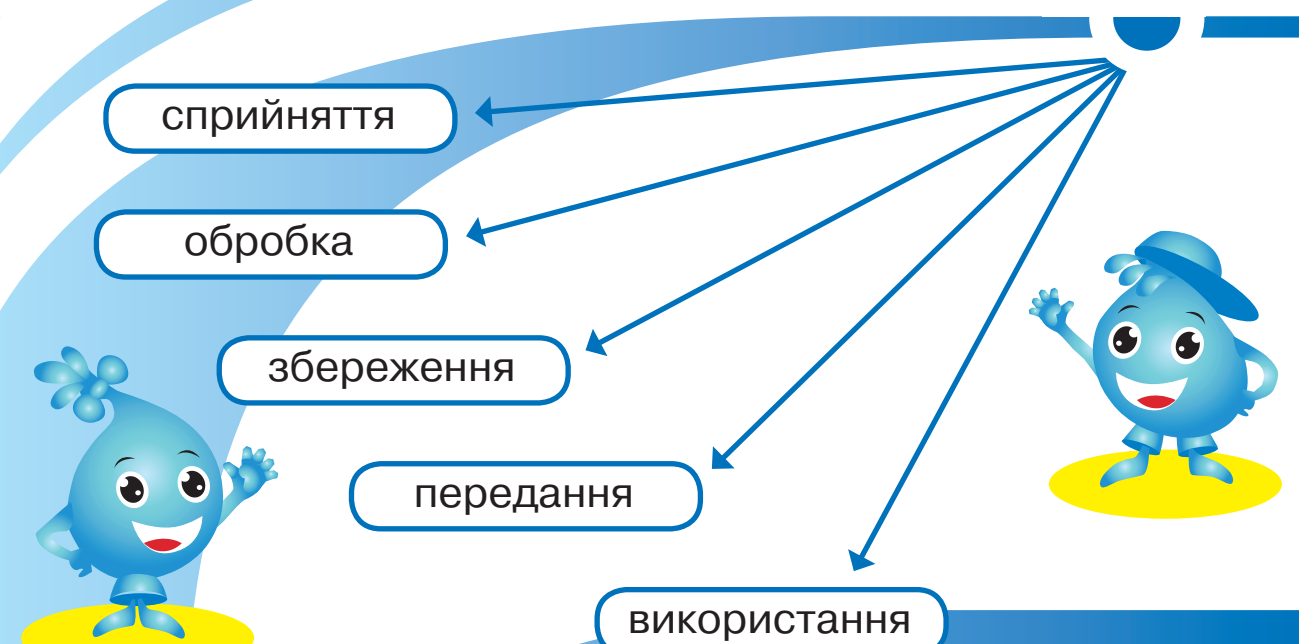 сприйняття
обробка
збереження
передання
використання